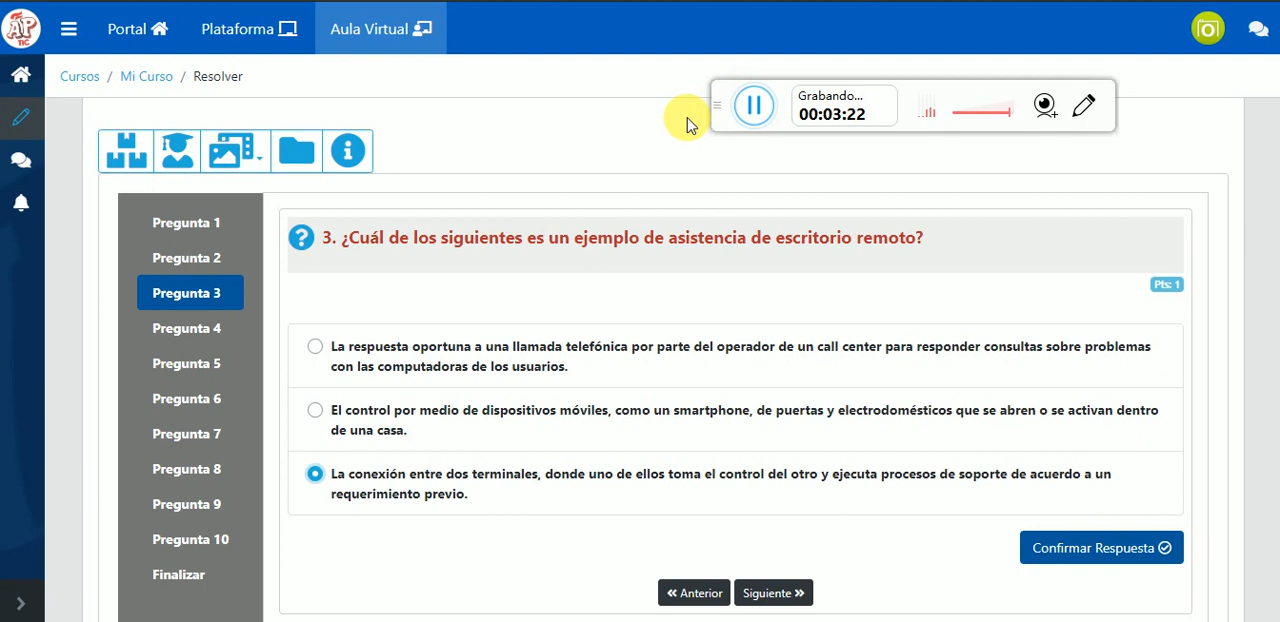 AP
TIC
Portal
Plataforma
Aula Virtual
Cursos / Mi Curso / Resolver
Grabando...
00:03:22
Pregunta 1
Pregunta 2
Pregunta 3
Pregunta 4
Pregunta 5
Pregunta 6
Pregunta 7
Pregunta 8
Pregunta 9
Pregunta 10
Finalizar
3. ¿Cuál de los siguientes es un ejemplo de asistencia de escritorio remoto?
Pts: 1
La respuesta oportuna a una llamada telefónica por parte del operador de un call center para responder consultas sobre problemas
con las computadoras de los usuarios.
El control por medio de dispositivos móviles, como un smartphone, de puertas y electrodomésticos que se abren o se activan dentro
de una casa.
La conexión entre dos terminales, donde uno de ellos toma el control del otro y ejecuta procesos de soporte de acuerdo a un
requerimiento previo.
Confirmar Respuesta
Anterior
Siguiente